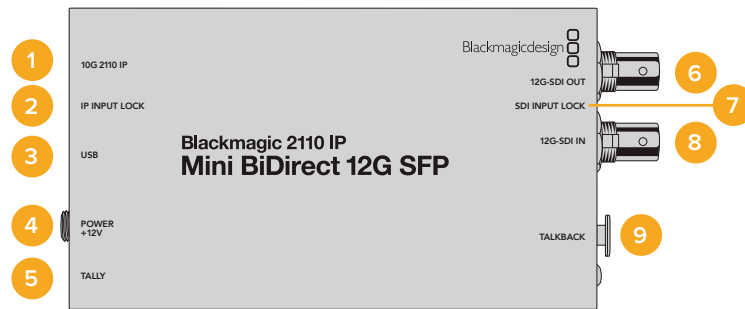 1
10G 2110 IP
2
IP INPUT LOCK
3
USB
4
POWER
+12V
5
TALLY
Blackmagic 2110 IP
Mini BiDirect 12G SFP
Blackmagicdesign
12G-SDI OUT
6
SDI INPUT LOCK
7
12G-SDI IN
8
TALKBACK
9